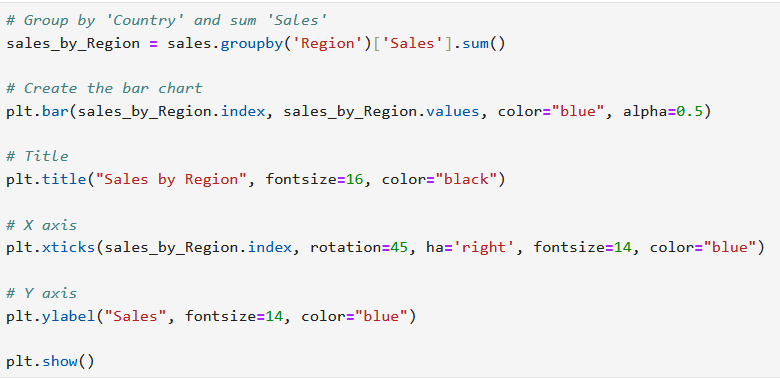 # Group by 'Country' and sum 'Sales'
sales_by_Region = sales.groupby('Region')['Sales'].sum()
# Create the bar chart
plt.bar(sales_by_Region.index, sales_by_Region.values, color="blue", alpha=0.5)
# Title
plt.title("Sales by Region", fontsize=16, color="black")
# X axis
plt.xticks(sales_by_Region.index, rotation=45, ha='right', fontsize=14, color="blue")
# Y axis
plt.ylabel("Sales", fontsize=14, color="blue")
plt.show()